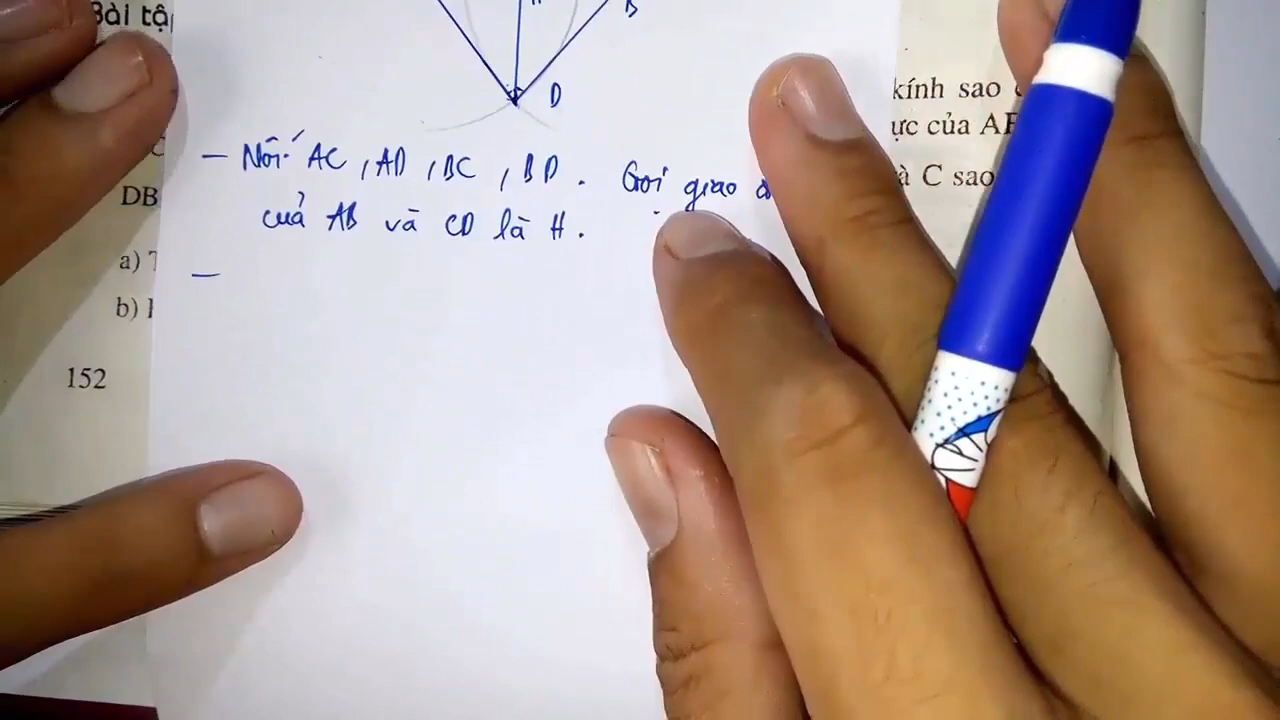 Bài tậ
H
B
D
kính sao
ực của AB
à C sao
– Nối AC, AD, BC, BD. Gọi giao
của AB và CD là H.
–
DB
a)
b)
152